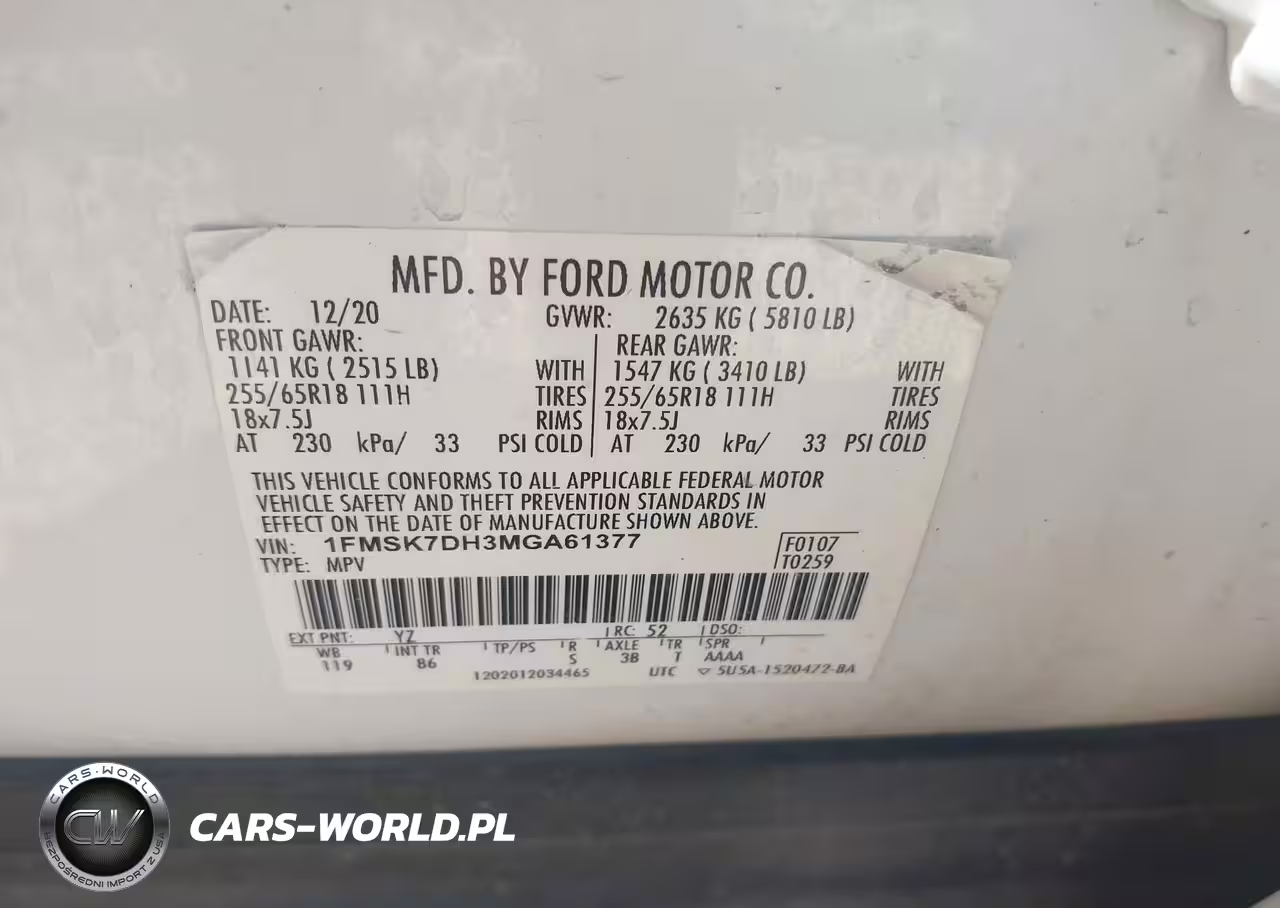 MFD. BY FORD MOTOR CO.
DATE: 12/20 GVWR: 2635 KG ( 5810 LB)
FRONT GAWR: REAR GAWR:
1141 KG ( 2515 LB) WITH 1547 KG ( 3410 LB) WITH
255/65R18 111H TIRES 255/65R18 111H TIRES
18x7.5J RIMS 18x7.5J RIMS
AT 230 kPa/ 33 PSI COLD AT 230 kPa/ 33 PSI COLD
THIS VEHICLE CONFORMS TO ALL APPLICABLE FEDERAL MOTOR
VEHICLE SAFETY AND THEFT PREVENTION STANDARDS IN
EFFECT ON THE DATE OF MANUFACTURE SHOWN ABOVE.
VIN: 1FMSK7DH3MGA61377 F0107
TYPE: MPV T0259
EXT PNT: YZ RC: 52 DSO:
WB INT TR TP/PS R AXLE TR SPR
119 86 S 3B T AAAA
1202012034465 UTC 5U5A-1520472-BA
CARS-WORLD
CW
BEZPOŚREDNI IMPORT Z USA
CARS-WORLD.PL